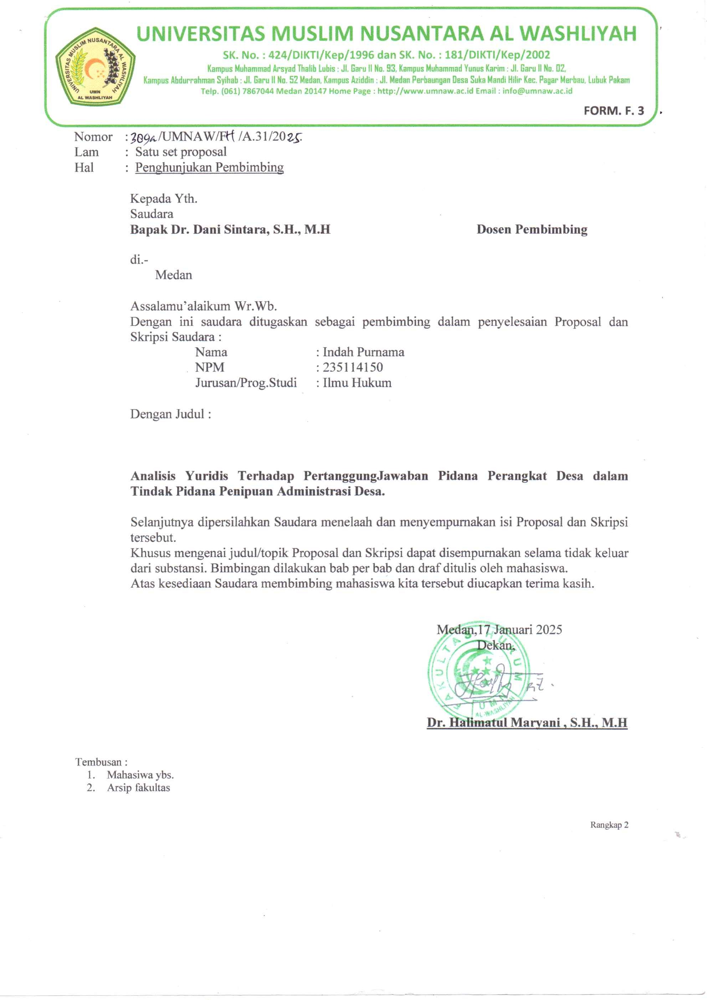 UNIVERSITAS MUSLIM NUSANTARA AL WASHLIYAH
UMN
AL WASHLIYAH
UNIVERSITAS MUSLIM NUSANTARA AL WASHLIYAH
SK. No. : 424/DIKTI/Kep/1996 dan SK. No. : 181/DIKTI/Kep/2002
Kampus Muhammad Arsyad Thalib Lubis : Jl. Garu II No. 93, Kampus Muhammad Yunus Karim : Jl. Garu II No. 02,
Kampus Abdurrahman Syihab : Jl. Garu II No. 52 Medan, Kampus Aziddin : Jl. Medan Perbaungan Desa Suka Mandi Hilir Kec. Pagar Merbau, Lubuk Pakam
Telp. (061) 7867044 Medan 20147 Home Page : http://www.umnaw.ac.id Email : info@umnaw.ac.id
FORM. F. 3
Nomor : 309a/UMNAW/FH /A.31/2025.
Lam : Satu set proposal
Hal : Penghunjukan Pembimbing
Kepada Yth.
Saudara
Bapak Dr. Dani Sintara, S.H., M.H Dosen Pembimbing
di.-
Medan
Assalamu’alaikum Wr.Wb.
Dengan ini saudara ditugaskan sebagai pembimbing dalam penyelesaian Proposal dan
Skripsi Saudara :
Nama : Indah Purnama
NPM : 235114150
Jurusan/Prog.Studi : Ilmu Hukum
Dengan Judul :
Analisis Yuridis Terhadap PertanggungJawaban Pidana Perangkat Desa dalam
Tindak Pidana Penipuan Administrasi Desa.
Selanjutnya dipersilahkan Saudara menelaah dan menyempurnakan isi Proposal dan Skripsi
tersebut.
Khusus mengenai judul/topik Proposal dan Skripsi dapat disempurnakan selama tidak keluar
dari substansi. Bimbingan dilakukan bab per bab dan draf ditulis oleh mahasiswa.
Atas kesediaan Saudara membimbing mahasiswa kita tersebut diucapkan terima kasih.
Medan,17 Januari 2025
Dekan,
FAKULTAS HUKUM
UMN
AL-WASHLIYAH
Dr. Halimatul Maryani , S.H., M.H
Tembusan :
1. Mahasiwa ybs.
2. Arsip fakultas
Rangkap 2